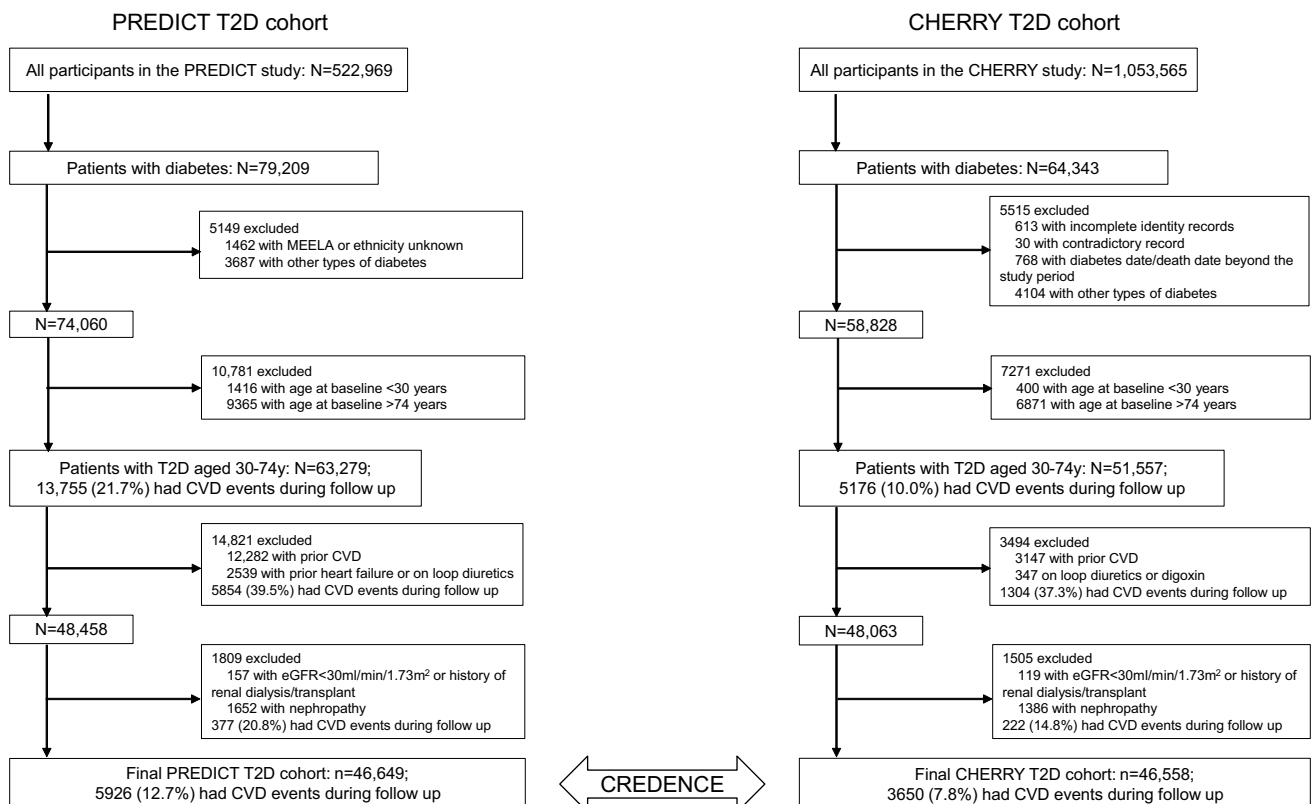 PREDICT T2D cohort
All participants in the PREDICT study: N=522,969
Patients with diabetes: N=79,209
5149 excluded
1462 with MEELA or ethnicity unknown
3687 with other types of diabetes
N=74,060
10,781 excluded
1416 with age at baseline <30 years
9365 with age at baseline >74 years
Patients with T2D aged 30-74y: N=63,279;
13,755 (21.7%) had CVD events during follow up
14,821 excluded
12,282 with prior CVD
2539 with prior heart failure or on loop diuretics
5854 (39.5%) had CVD events during follow up
N=48,458
1809 excluded
157 with eGFR<30ml/min/1.73m² or history of
renal dialysis/transplant
1652 with nephropathy
377 (20.8%) had CVD events during follow up
Final PREDICT T2D cohort: n=46,649;
5926 (12.7%) had CVD events during follow up
CREDENCE
CHERRY T2D cohort
All participants in the CHERRY study: N=1,053,565
Patients with diabetes: N=64,343
5515 excluded
613 with incomplete identity records
30 with contradictory record
768 with diabetes date/death date beyond the
study period
4104 with other types of diabetes
N=58,828
7271 excluded
400 with age at baseline <30 years
6871 with age at baseline >74 years
Patients with T2D aged 30-74y: N=51,557;
5176 (10.0%) had CVD events during follow up
3494 excluded
3147 with prior CVD
347 on loop diuretics or digoxin
1304 (37.3%) had CVD events during follow up
N=48,063
1505 excluded
119 with eGFR<30ml/min/1.73m² or history of
renal dialysis/transplant
1386 with nephropathy
222 (14.8%) had CVD events during follow up
Final CHERRY T2D cohort: n=46,558;
3650 (7.8%) had CVD events during follow up